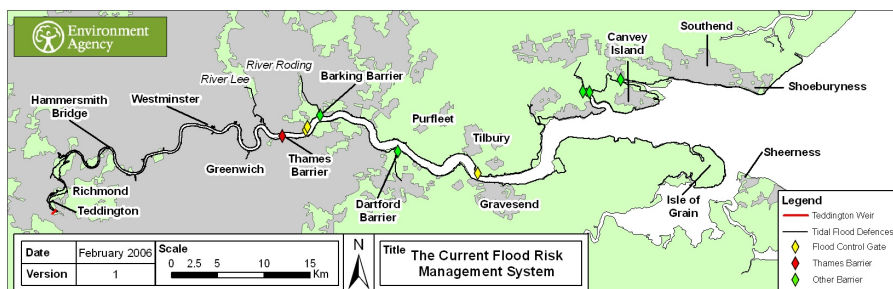 Environment
Agency
Southend
Canvey
Island
River Roding
River Lee
Barking Barrier
Shoeburyness
Westminster
Hammersmith
Bridge
Purfleet
Tilbury
Greenwich
Thames
Barrier
Sheerness
Richmond
Teddington
Dartford
Barrier
Gravesend
Isle of
Grain
Legend
Teddington Weir
Tidal Flood Defences
Flood Control Gate
Thames Barrier
Other Barrier
Date February 2006
Version 1
Scale
0 2.5 5 10 15
Km
N
Title The Current Flood Risk
Management System